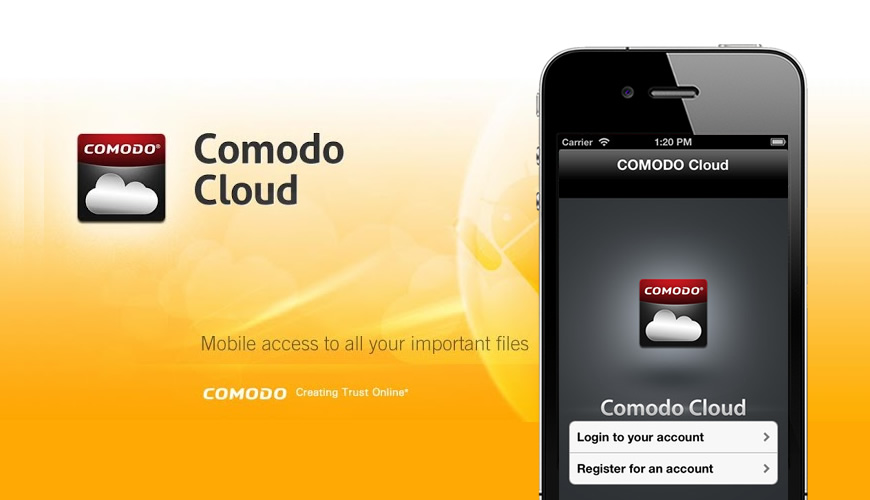 COMODO®
Comodo
Cloud
Mobile access to all your important files
COMODO Creating Trust Online®
Carrier 1:20 PM
COMODO Cloud
COMODO®
Comodo Cloud
Login to your account
Register for an account